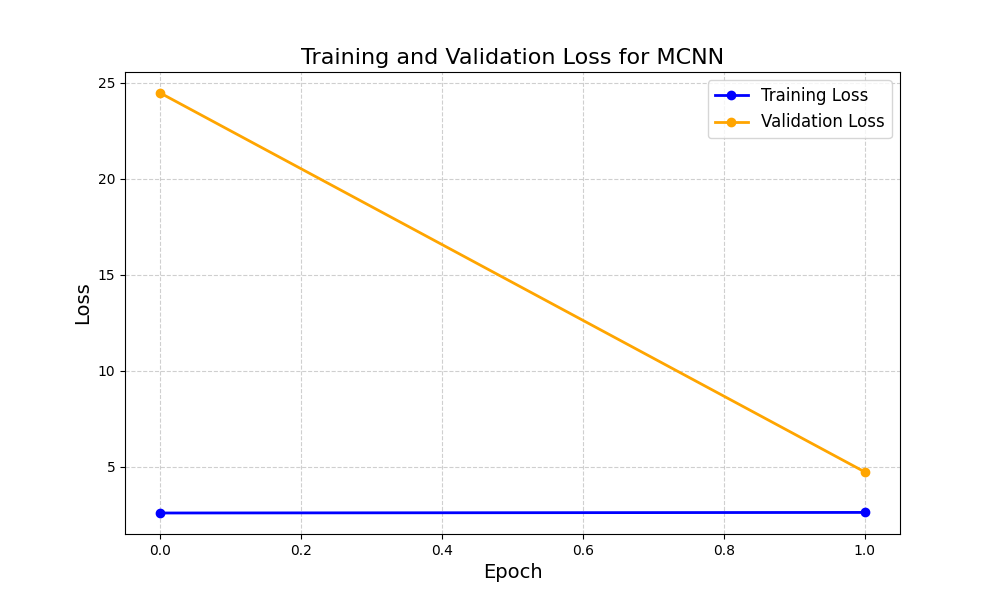 Training and Validation Loss for MCNN
Training Loss
Validation Loss
Loss
25
20
15
10
5
0.0 0.2 0.4 0.6 0.8 1.0
Epoch